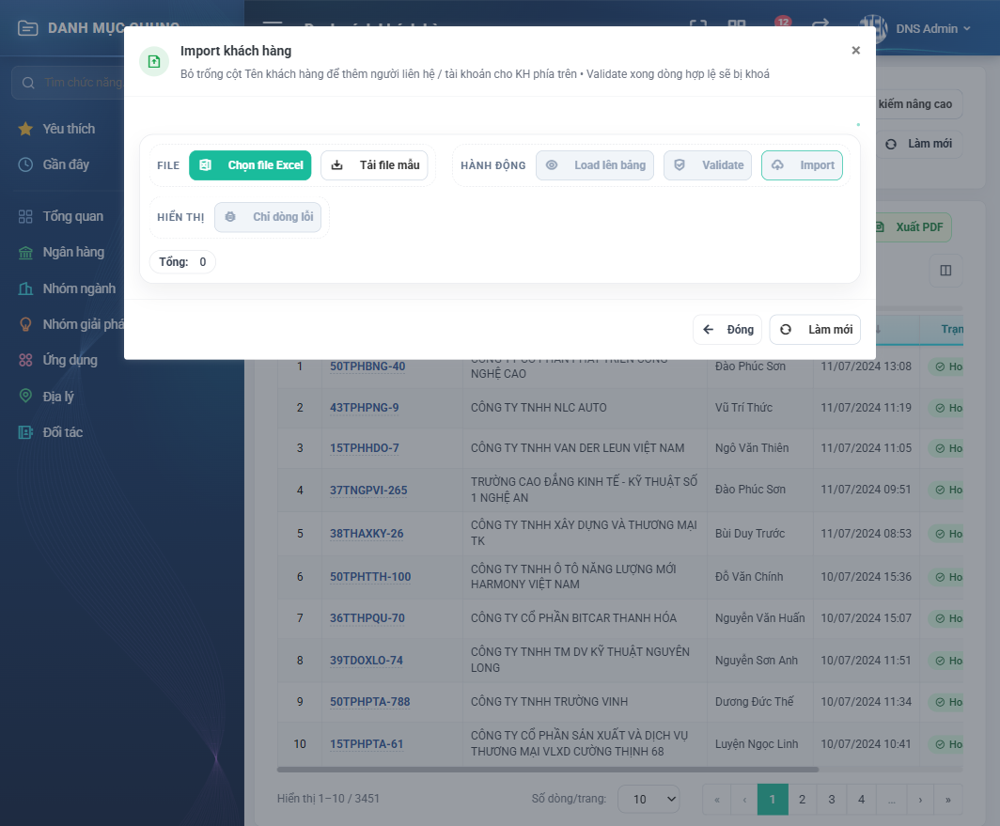 DANH MỤC CHUNG
12
DNS Admin
Import khách hàng
Bỏ trống cột Tên khách hàng để thêm người liên hệ / tài khoản cho KH phía trên • Validate xong dòng hợp lệ sẽ bị khoá
Tìm chức năng
Yêu thích
Gần đây
Tổng quan
Ngân hàng
Nhóm ngành
Nhóm giải phá
Ứng dụng
Địa lý
Đối tác
kiếm nâng cao
Làm mới
Xuất PDF
FILE
Chọn file Excel
Tải file mẫu
HÀNH ĐỘNG
Load lên bảng
Validate
Import
HIỂN THỊ
Chỉ dòng lỗi
Tổng: 0
Đóng
Làm mới
Trạn
1 50TPHBNG-40 CÔNG TY CỔ PHẦN PHÁT TRIỂN CÔNG NGHỆ CAO Đào Phúc Sơn 11/07/2024 13:08 Ho
2 43TPHPNG-9 CÔNG TY TNHH NLC AUTO Vũ Trí Thức 11/07/2024 11:19 Ho
3 15TPHHDO-7 CÔNG TY TNHH VAN DER LEUN VIỆT NAM Ngô Văn Thiên 11/07/2024 11:05 Ho
4 37TNGPVI-265 TRƯỜNG CAO ĐẲNG KINH TẾ - KỸ THUẬT SỐ 1 NGHỆ AN Đào Phúc Sơn 11/07/2024 09:51 Ho
5 38THAXKY-26 CÔNG TY TNHH XÂY DỰNG VÀ THƯƠNG MẠI TK Bùi Duy Trước 11/07/2024 08:53 Ho
6 50TPHTTH-100 CÔNG TY TNHH Ô TÔ NĂNG LƯỢNG MỚI HARMONY VIỆT NAM Đỗ Văn Chính 10/07/2024 15:36 Ho
7 36TTHPQU-70 CÔNG TY CỔ PHẦN BITCAR THANH HÓA Nguyễn Văn Huấn 10/07/2024 15:07 Ho
8 39TDOXLO-74 CÔNG TY TNHH TM DV KỸ THUẬT NGUYÊN LONG Nguyễn Sơn Anh 10/07/2024 11:51 Ho
9 50TPHPTA-788 CÔNG TY TNHH TRƯỜNG VINH Dương Đức Thế 10/07/2024 11:34 Ho
10 15TPHPTA-61 CÔNG TY CỔ PHẦN SẢN XUẤT VÀ DỊCH VỤ THƯƠNG MẠI VLXD CƯỜNG THỊNH 68 Luyện Ngọc Linh 10/07/2024 10:41 Ho
Hiển thị 1–10 / 3451
Số dòng/trang: 10
« ‹ 1 2 3 4 ... › »